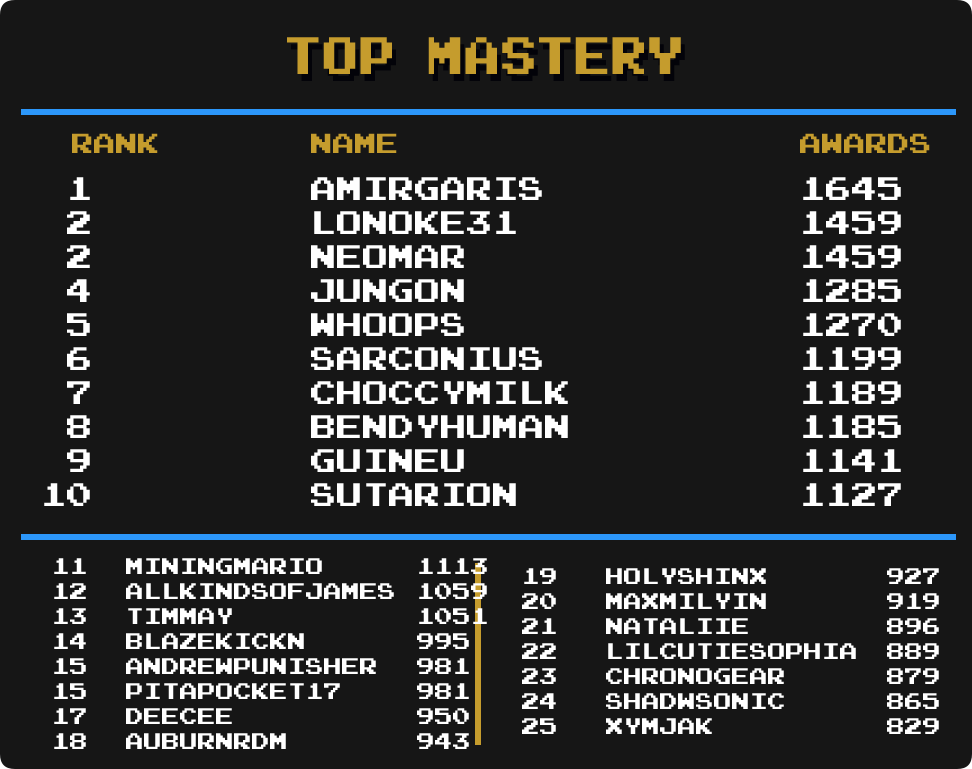 TOP MASTERY
RANK NAME AWARDS
1 AMIRGARIS 1645
2 LONOKE31 1459
2 NEOMAR 1459
4 JUNGON 1285
5 WHOOPS 1270
6 SARCONIUS 1199
7 CHOCCYMILK 1189
8 BENDYHUMAN 1185
9 GUINEU 1141
10 SUTARION 1127
11 MININGMARIO 1113
12 ALLKINDSOFJAMES 1059
13 TIMMAY 1051
14 BLAZEKICKN 995
15 ANDREWPUNISHER 981
15 PITAPOCKET17 981
17 DEECEE 950
18 AUBURNRDM 943
19 HOLYSHINX 927
20 MAXMILYIN 919
21 NATALIIE 896
22 LILCUTIESOPHIA 889
23 CHRONOGEAR 879
24 SHADWSONIC 865
25 XYMJAK 829